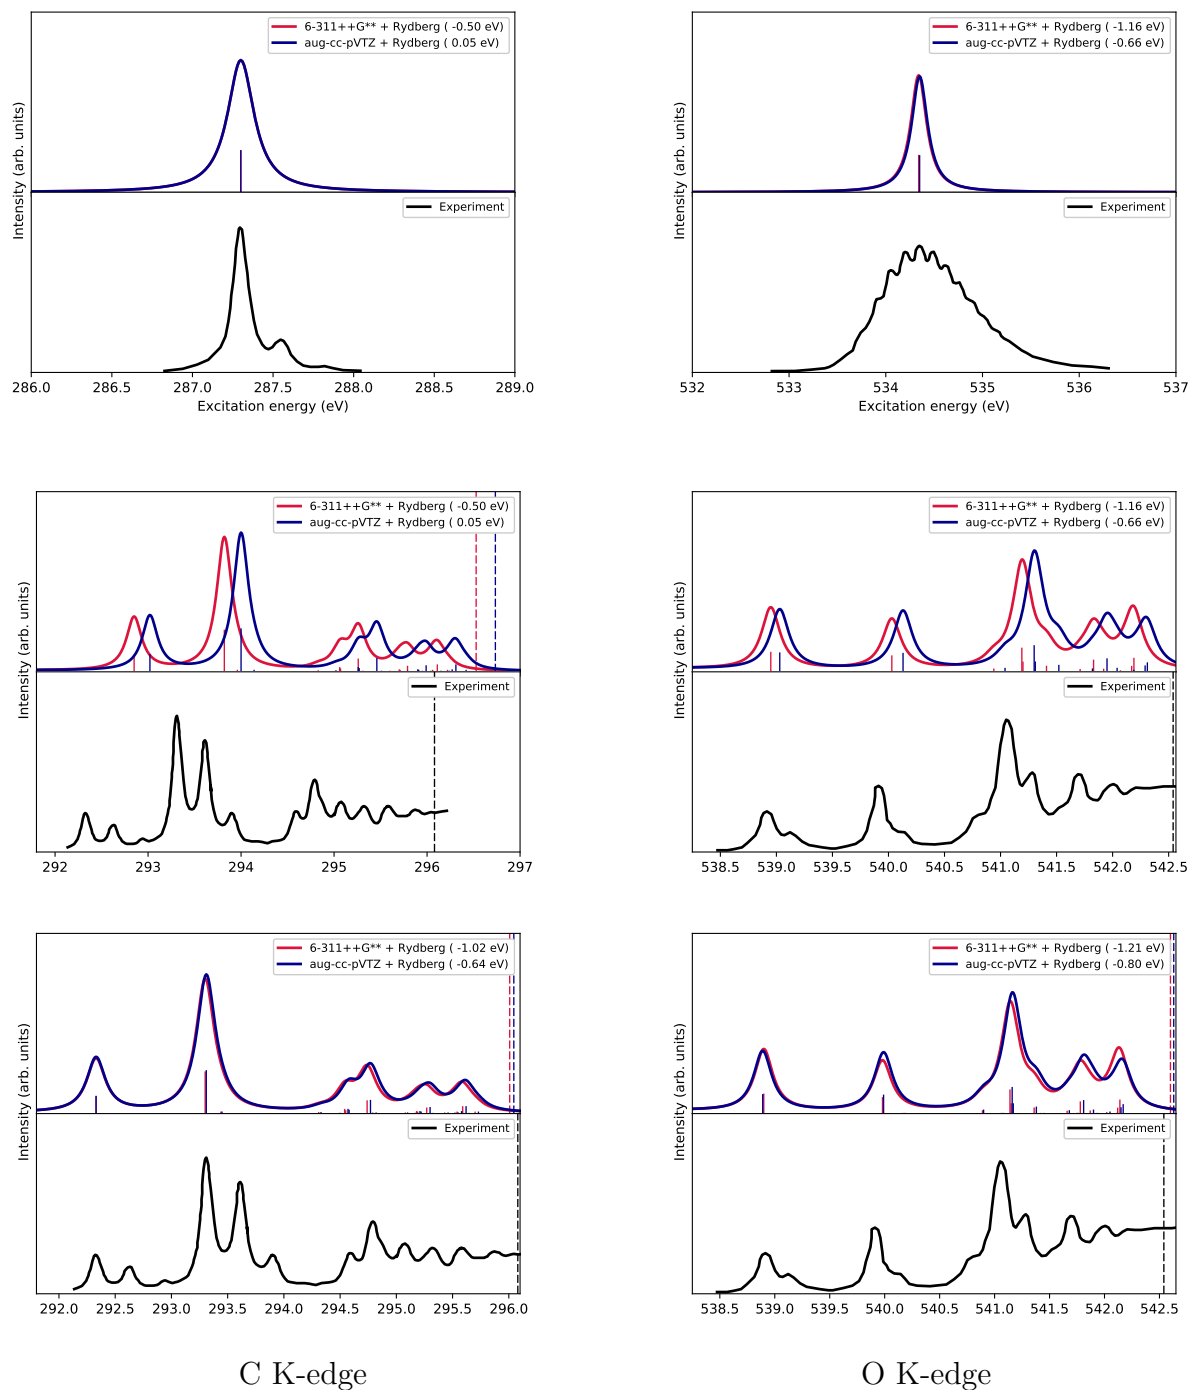 6-311++G** + Rydberg ( -0.50 eV)
aug-cc-pVTZ + Rydberg ( 0.05 eV)
Experiment
Intensity (arb. units)
286.0 286.5 287.0 287.5 288.0 288.5 289.0
Excitation energy (eV)
6-311++G** + Rydberg ( -1.16 eV)
aug-cc-pVTZ + Rydberg ( -0.66 eV)
Experiment
Intensity (arb. units)
532 533 534 535 536 537
Excitation energy (eV)
6-311++G** + Rydberg ( -0.50 eV)
aug-cc-pVTZ + Rydberg ( 0.05 eV)
Experiment
Intensity (arb. units)
292 293 294 295 296 297
6-311++G** + Rydberg ( -1.16 eV)
aug-cc-pVTZ + Rydberg ( -0.66 eV)
Experiment
Intensity (arb. units)
538.5 539.0 539.5 540.0 540.5 541.0 541.5 542.0 542.5
6-311++G** + Rydberg ( -1.02 eV)
aug-cc-pVTZ + Rydberg ( -0.64 eV)
Experiment
Intensity (arb. units)
292.0 292.5 293.0 293.5 294.0 294.5 295.0 295.5 296.0
6-311++G** + Rydberg ( -1.21 eV)
aug-cc-pVTZ + Rydberg ( -0.80 eV)
Experiment
Intensity (arb. units)
538.5 539.0 539.5 540.0 540.5 541.0 541.5 542.0 542.5
C K-edge
O K-edge